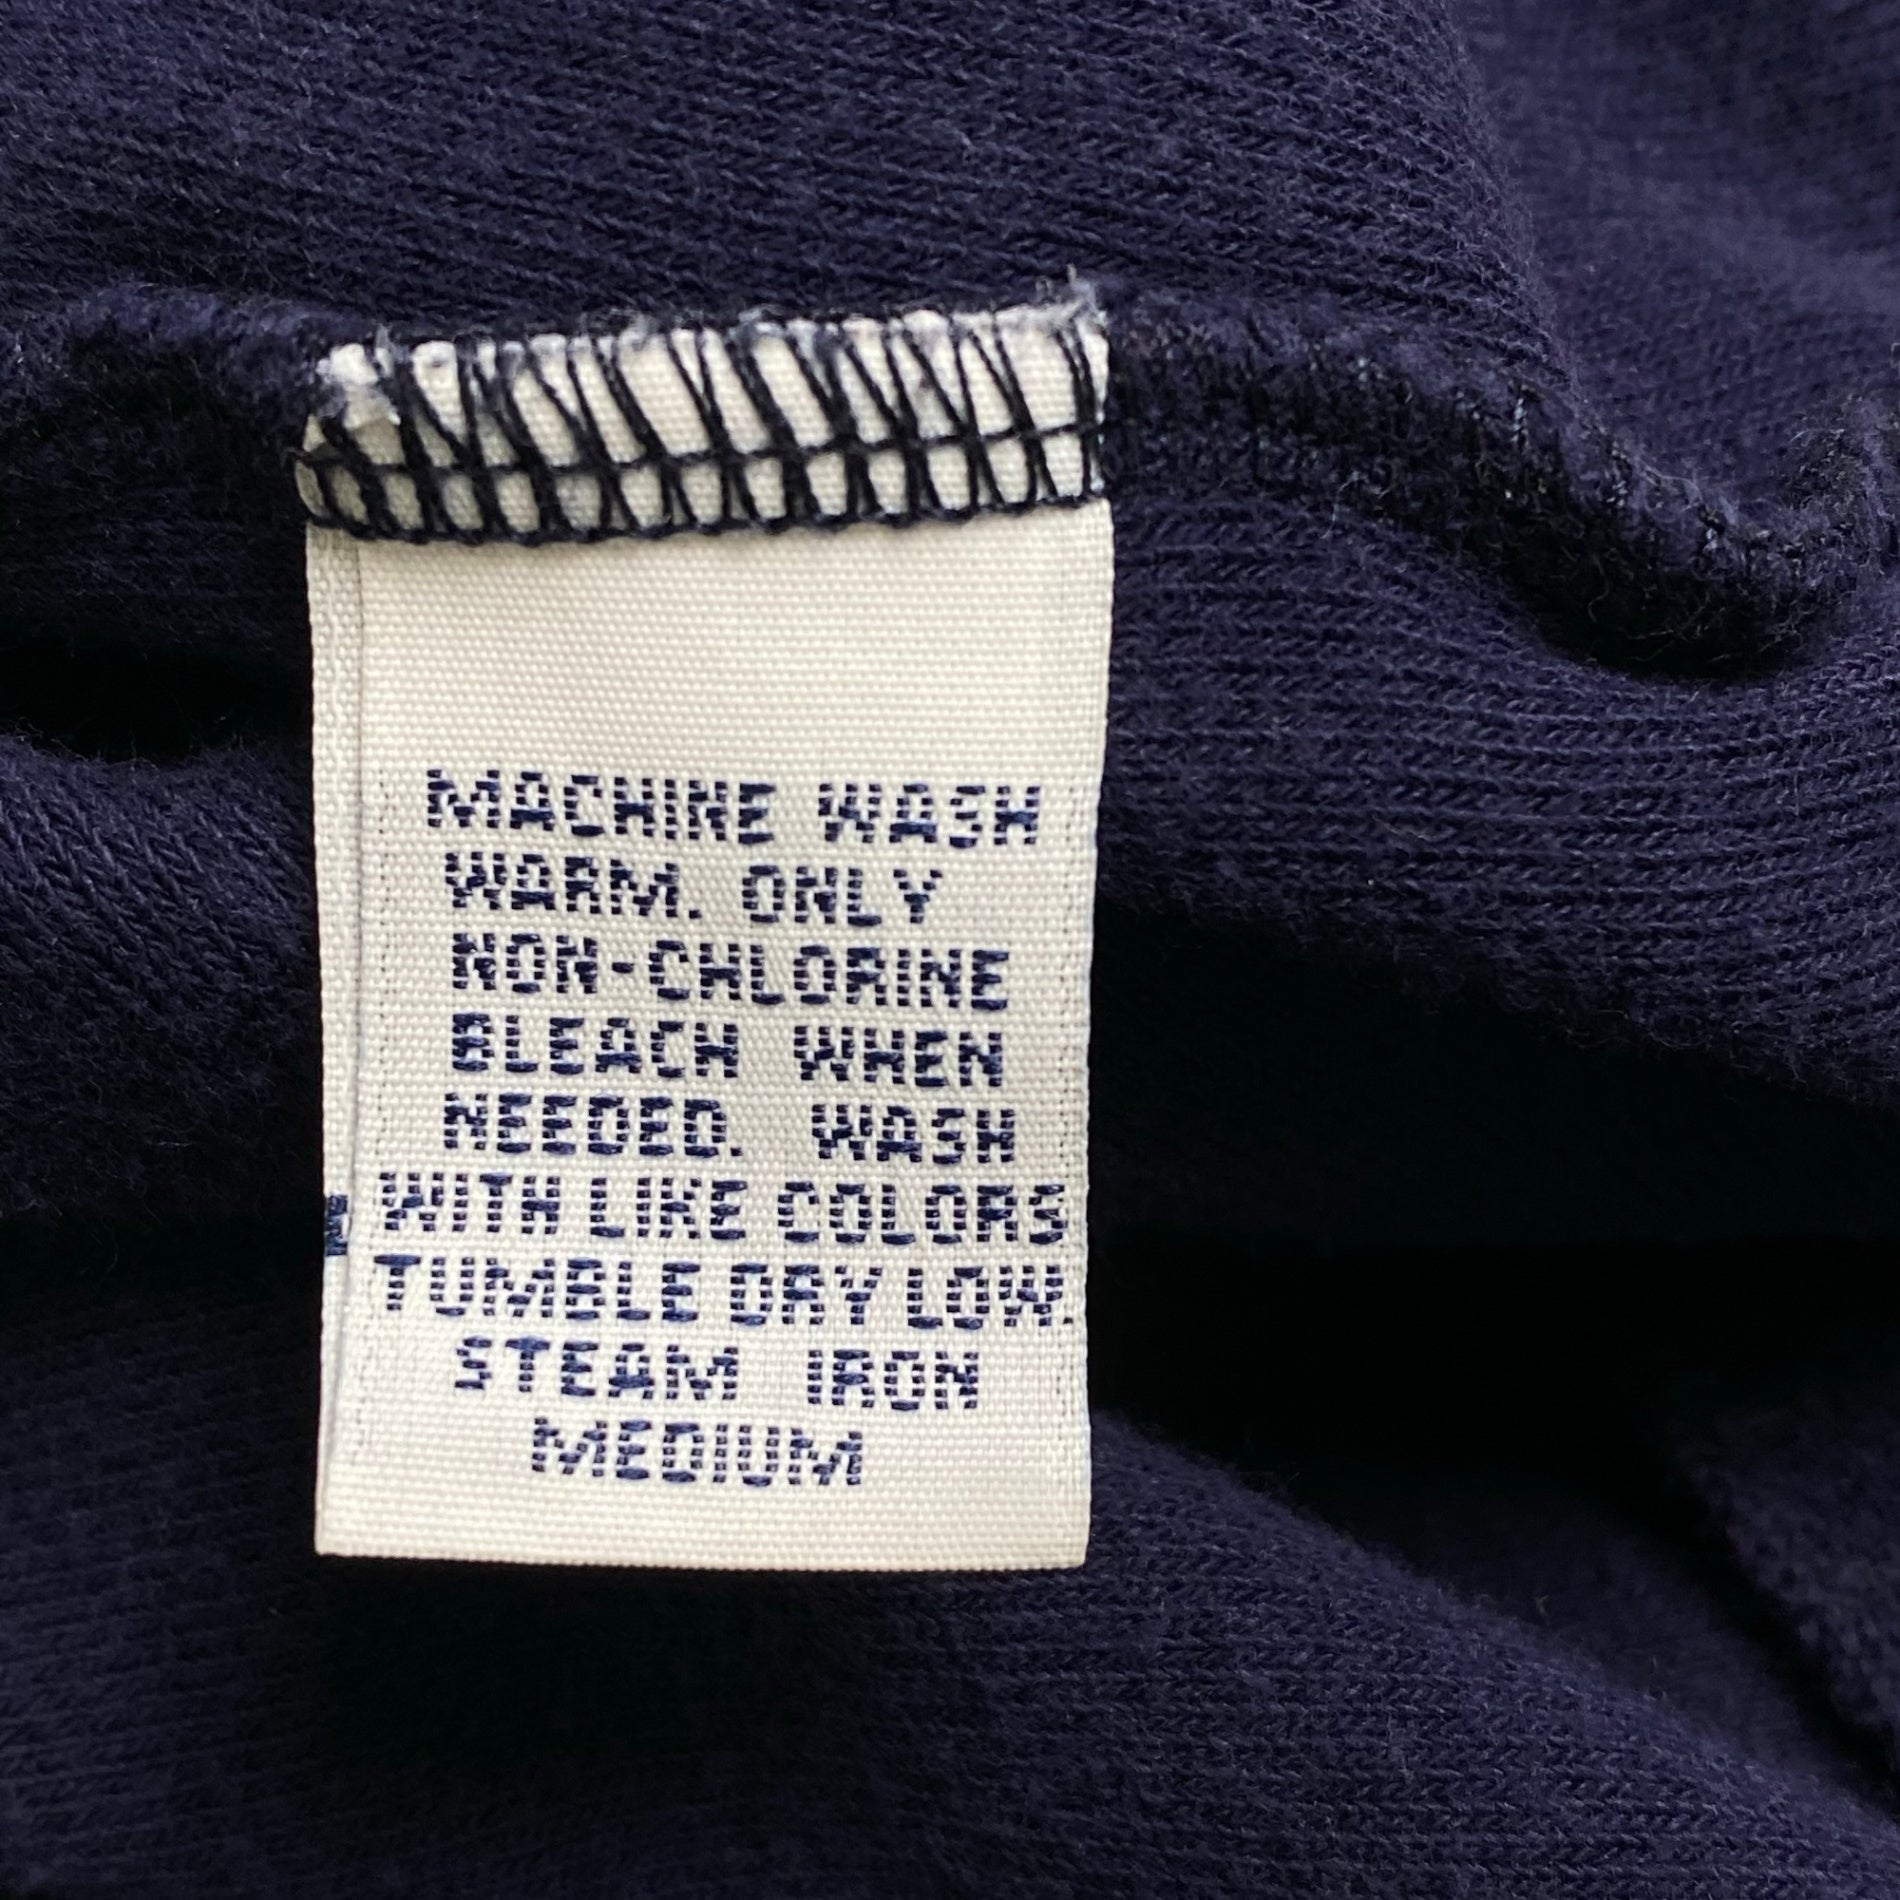 MACHINE WASH
WARM. ONLY
NON-CHLORINE
BLEACH WHEN
NEEDED. WASH
WITH LIKE COLORS
TUMBLE DRY LOW.
STEAM IRON
MEDIUM